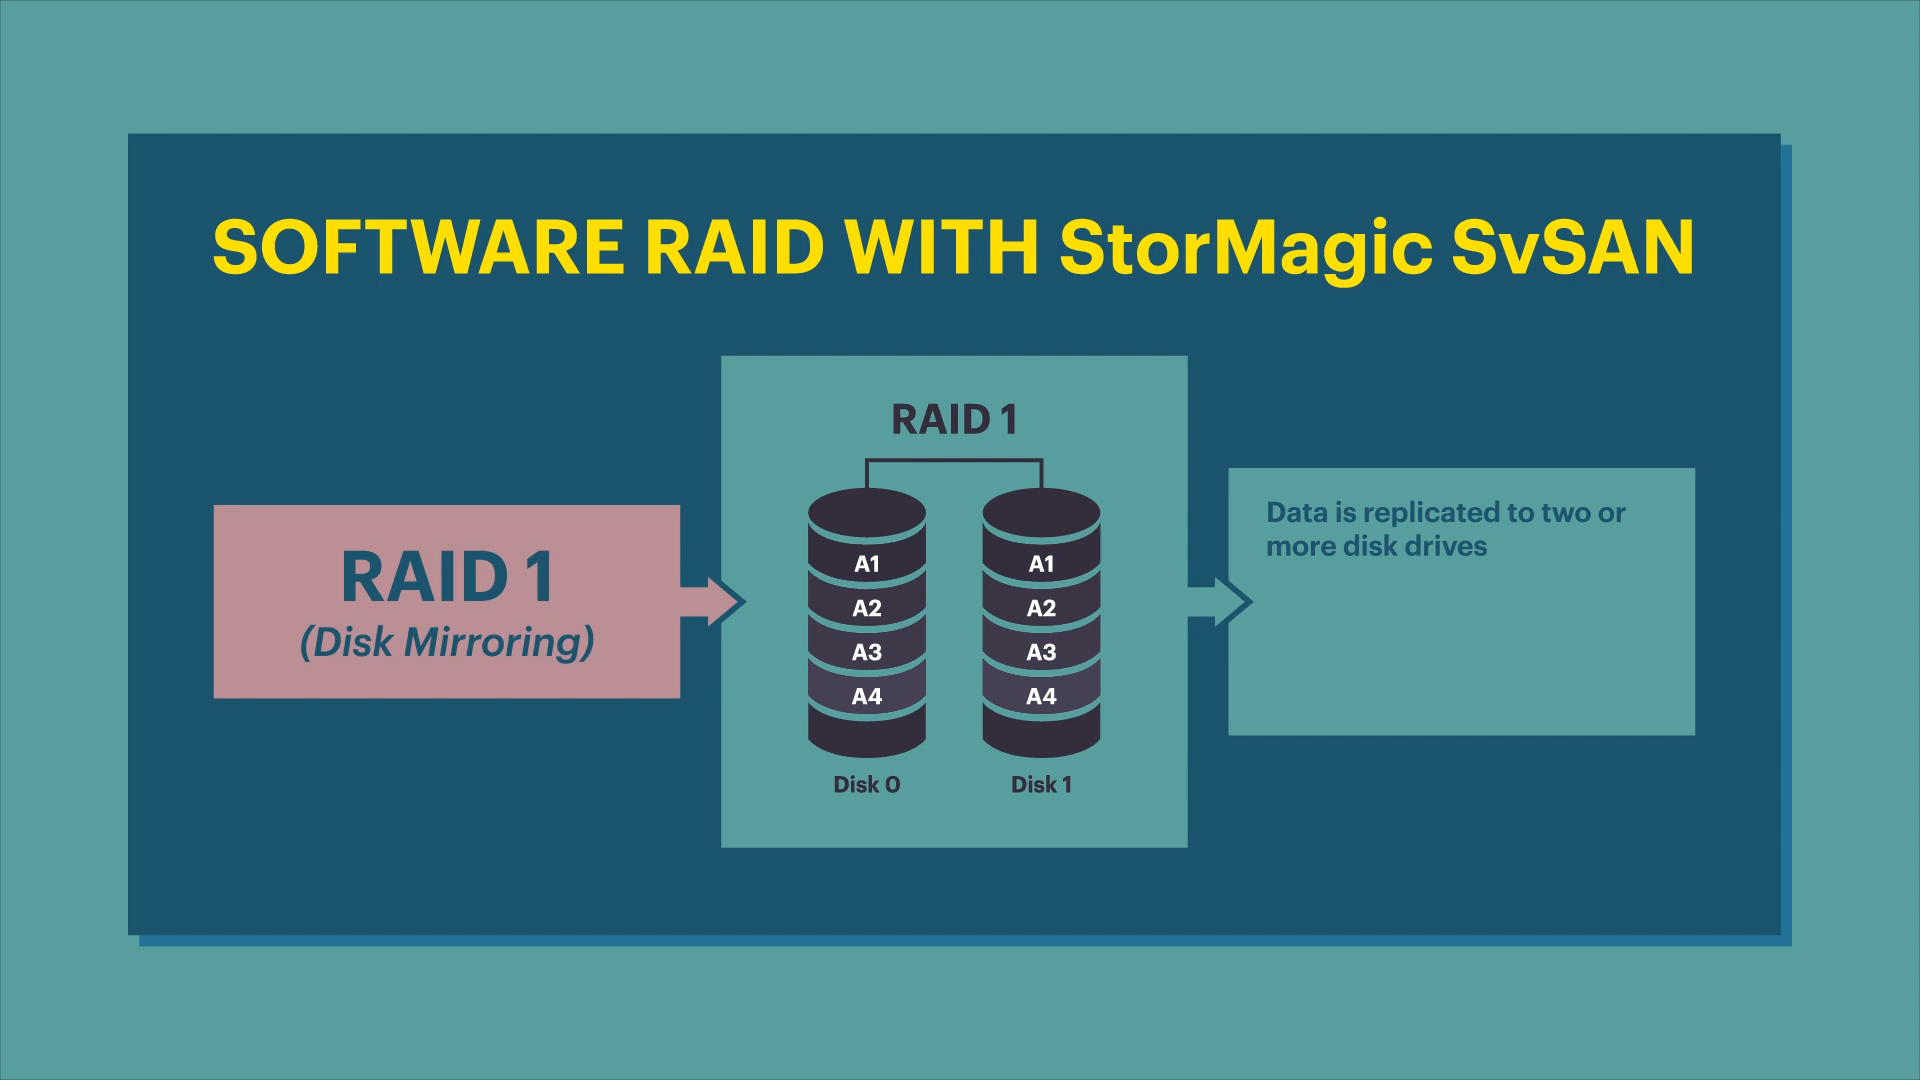 SOFTWARE RAID WITH StorMagic SvSAN
RAID 1
(Disk Mirroring)
RAID 1
A1
A2
A3
A4
Disk 0
A1
A2
A3
A4
Disk 1
Data is replicated to two or
more disk drives